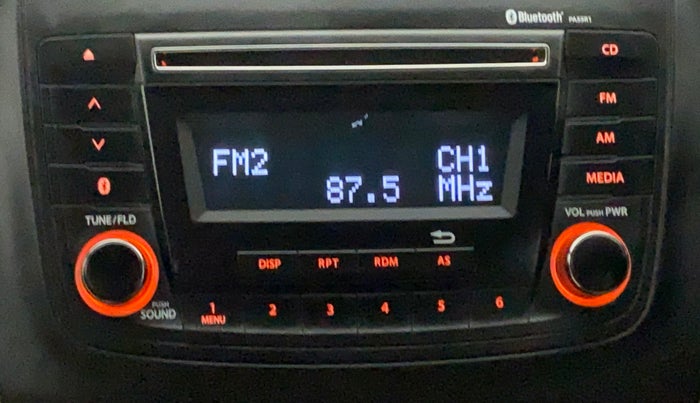 Bluetooth PASSR1
CD
FM
AM
MEDIA
FM2 CH1
87.5 MHz
TUNE/FLD
VOL PUSH PWR
DISP RPT RDM AS
PUSH
SOUND
1 2 3 4 5 6
MENU